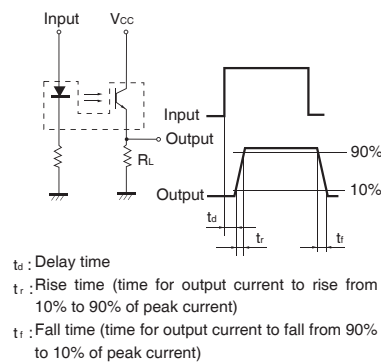 Input
Vcc
Output
RL
Input
90%
10%
Output
td
tr
tf
td : Delay time
tr : Rise time (time for output current to rise from
10% to 90% of peak current)
tf : Fall time (time for output current to fall from 90%
to 10% of peak current)